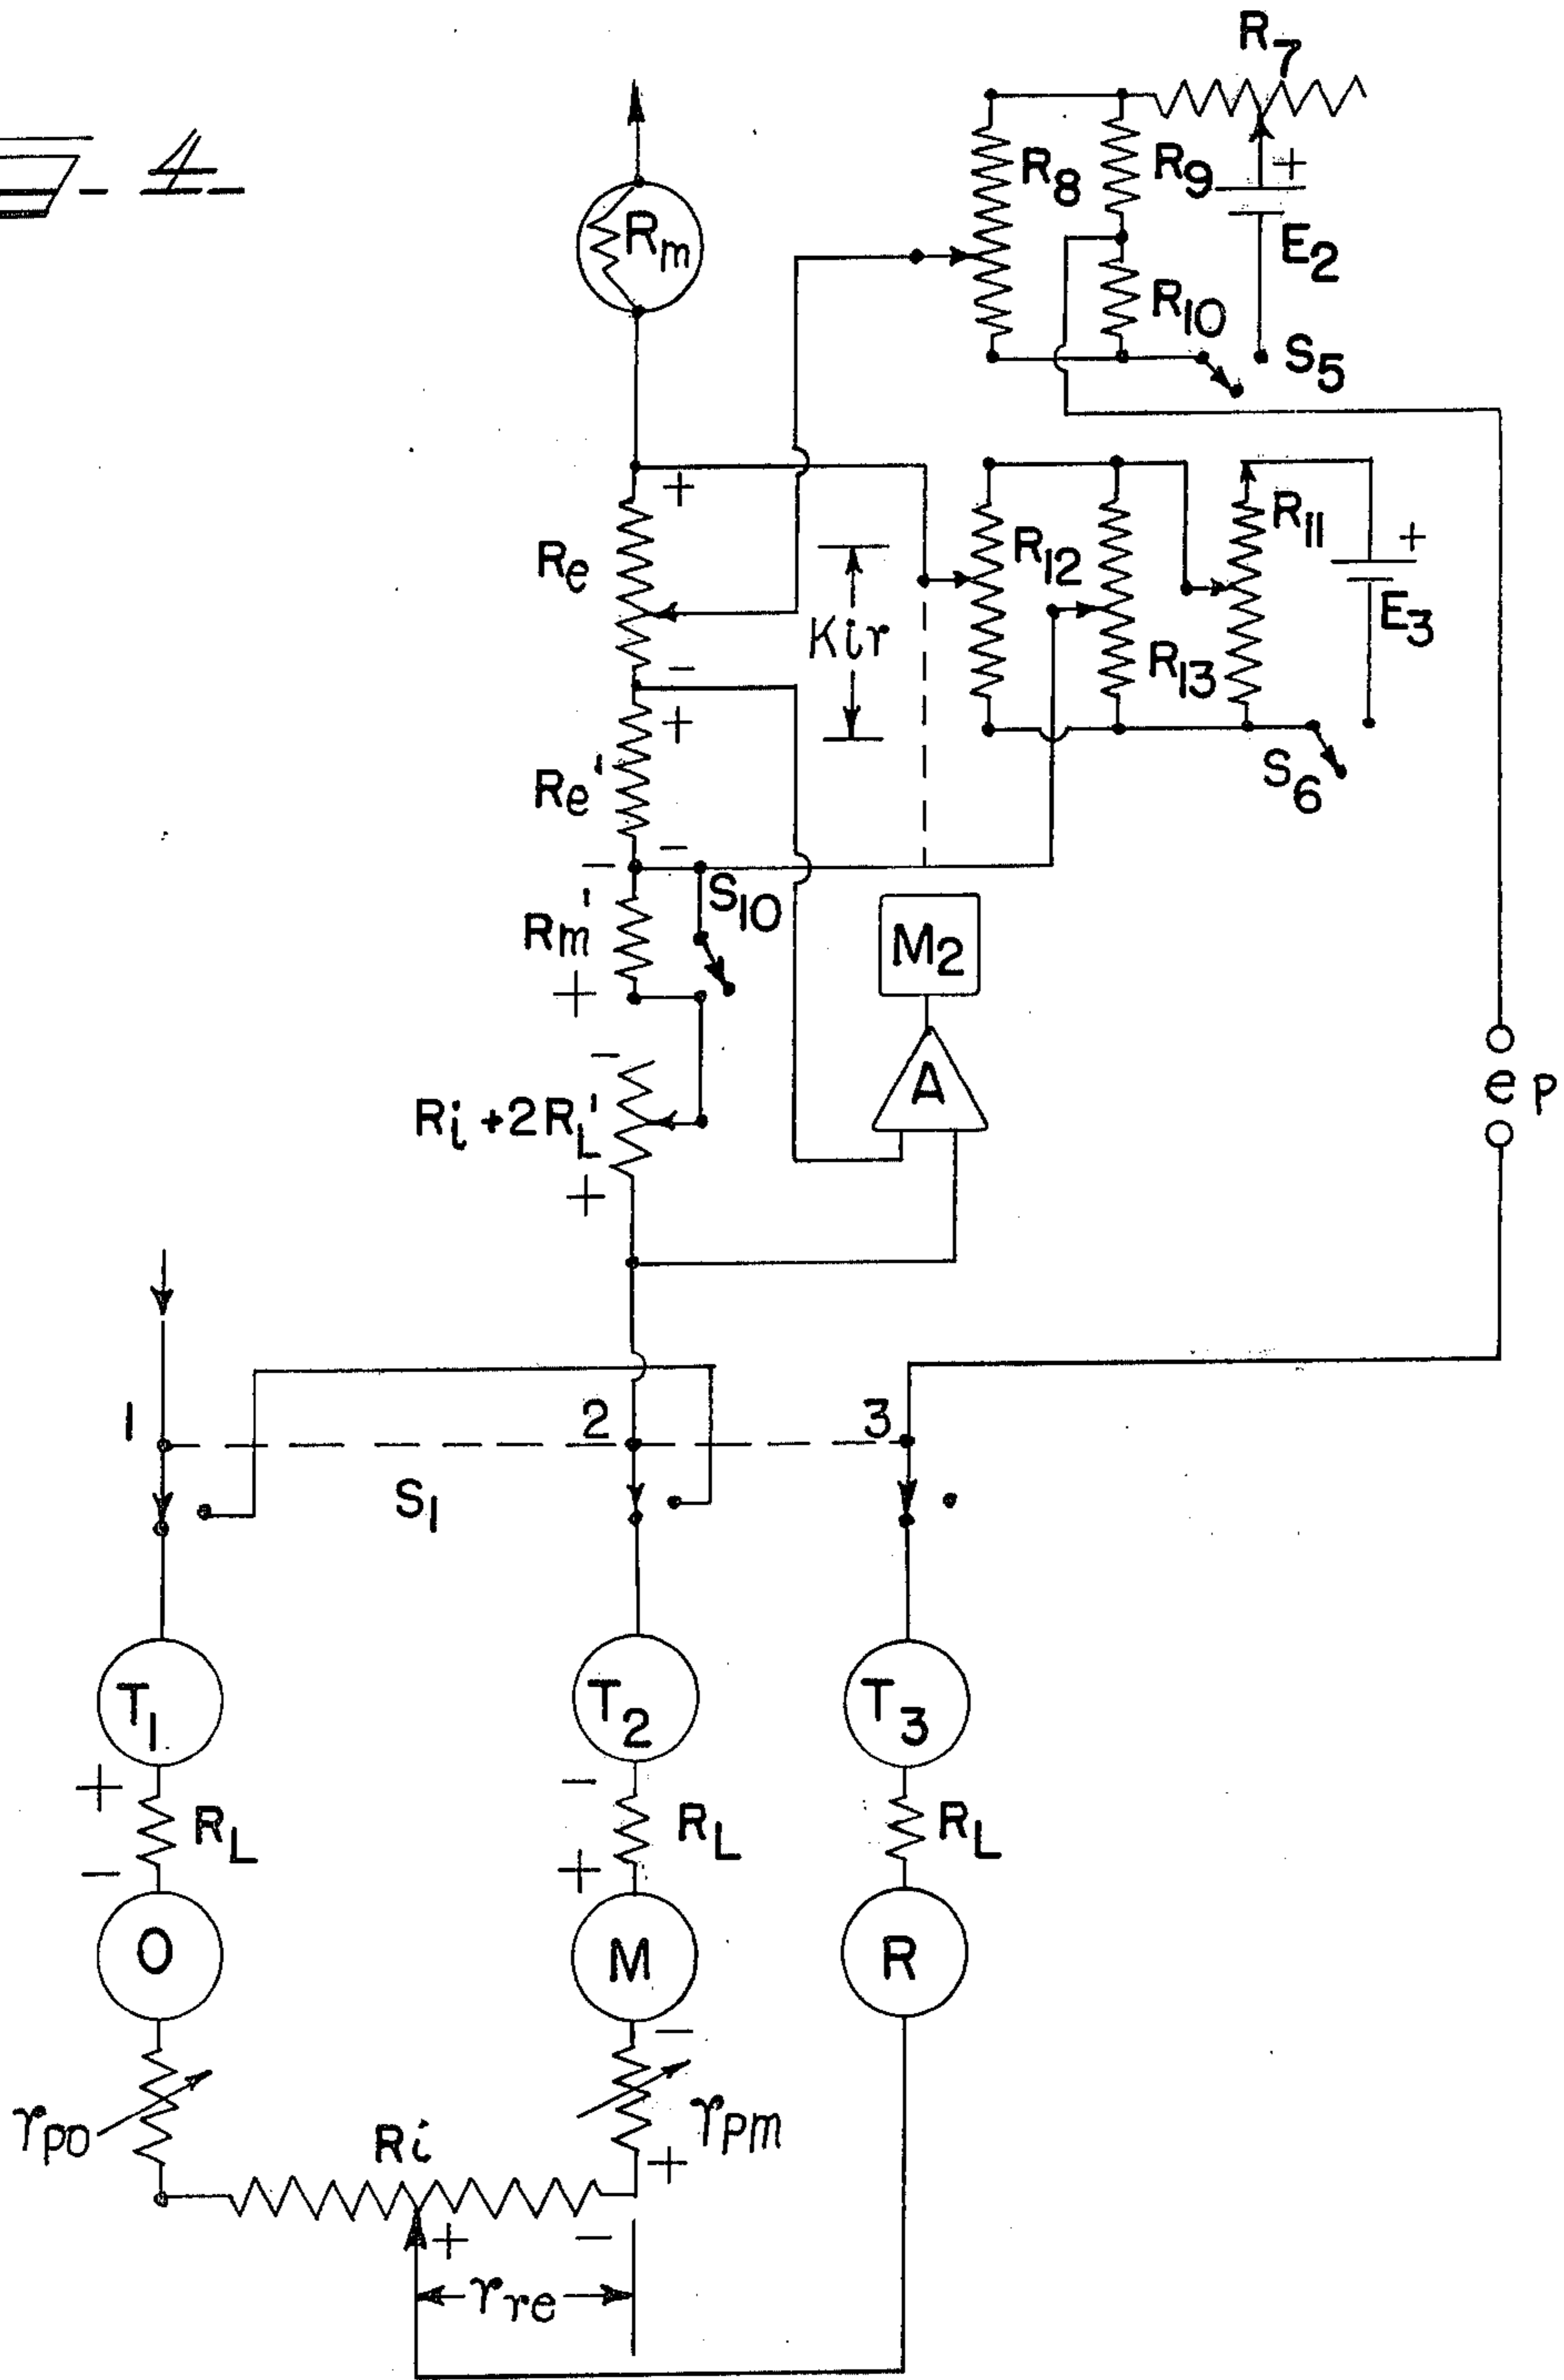 R7
4
R8
R9
+
E2
Rm
R10
S5
+
Re
R12
R11
+
Kir
E3
R13
-
+
S6
Re'
-
-
S10
Rm'
M2
+
-
A
ep
Ri+2RL'
+
1
2
3
S1
T1
T2
T3
+
-
RL
RL
RL
-
+
O
M
R
-
rpo
rpm
Ri
+
+
-
rre